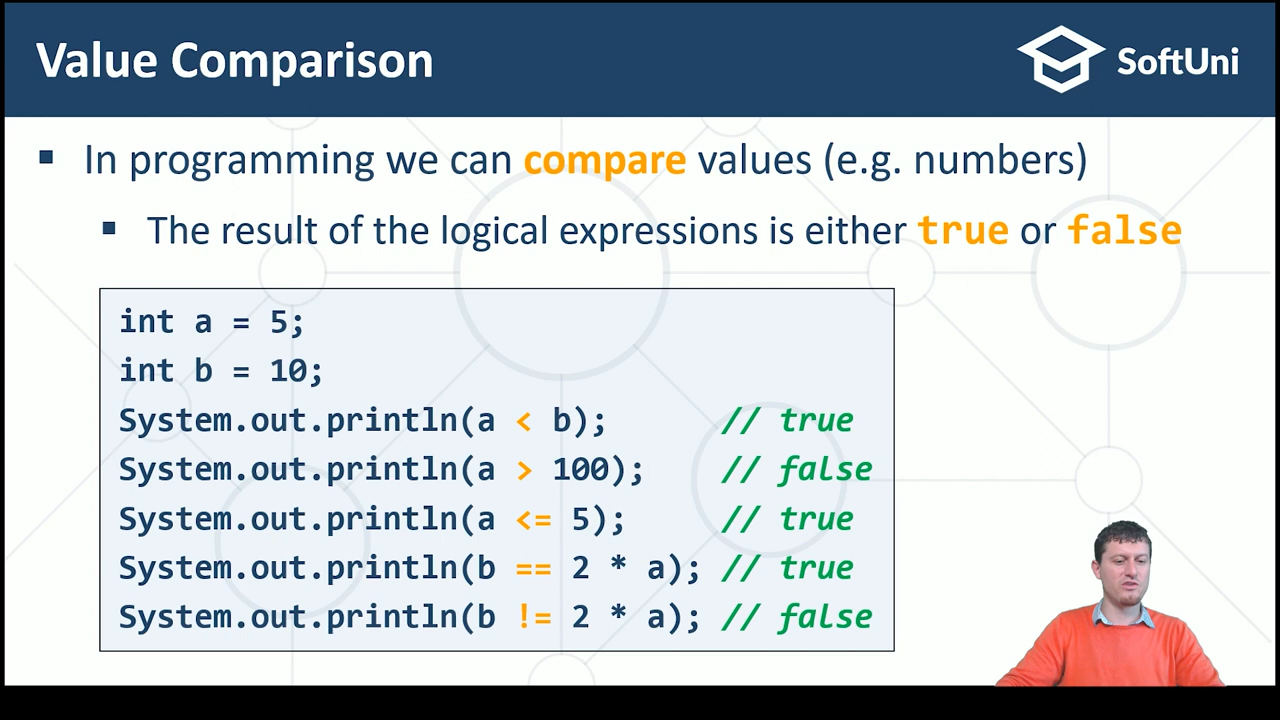 Value Comparison
SoftUni
▪ In programming we can compare values (e.g. numbers)
▪ The result of the logical expressions is either true or false
int a = 5;
int b = 10;
System.out.println(a < b); // true
System.out.println(a > 100); // false
System.out.println(a <= 5); // true
System.out.println(b == 2 * a); // true
System.out.println(b != 2 * a); // false